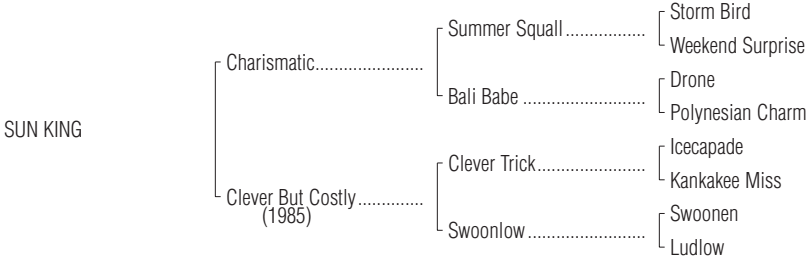 Storm Bird
Summer Squall..................
Weekend Surprise
Charismatic.......................
Drone
Bali Babe ..........................
Polynesian Charm
SUN KING
Icecapade
Clever Trick.......................
Kankakee Miss
Clever But Costly..............
(1985)
Swoonen
Swoonlow .........................
Ludlow